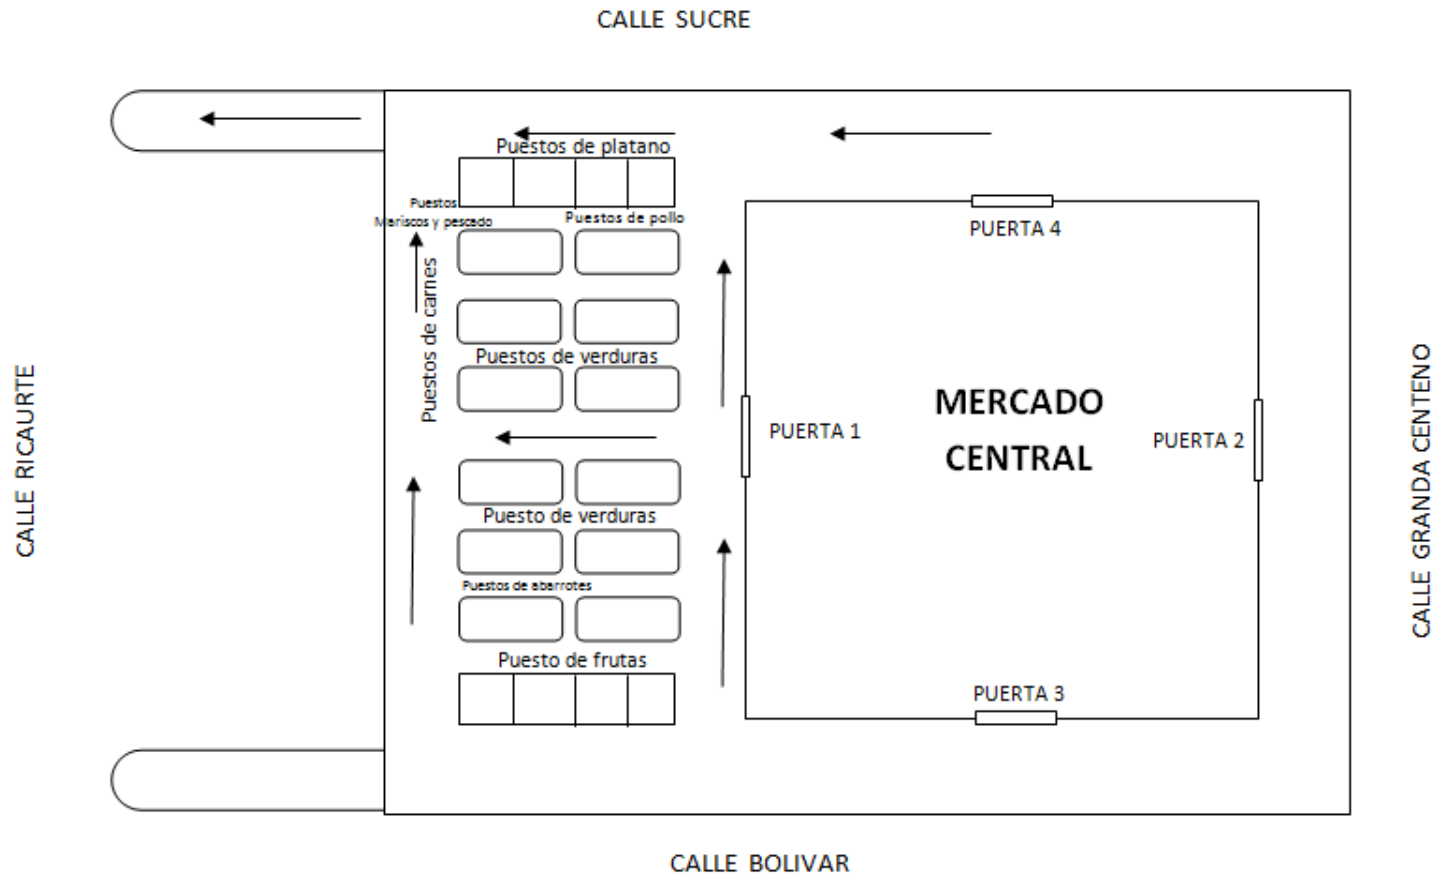 CALLE SUCRE
Puestos de platano
Puestos
Mariscos y pescado
Puestos de pollo
PUERTA 4
Puestos de carnes
Puestos de verduras
MERCADO
CENTRAL
PUERTA 1
PUERTA 2
CALLE RICAURTE
CALLE GRANDA CENTENO
Puesto de verduras
Puestos de abarrotes
Puesto de frutas
PUERTA 3
CALLE BOLIVAR